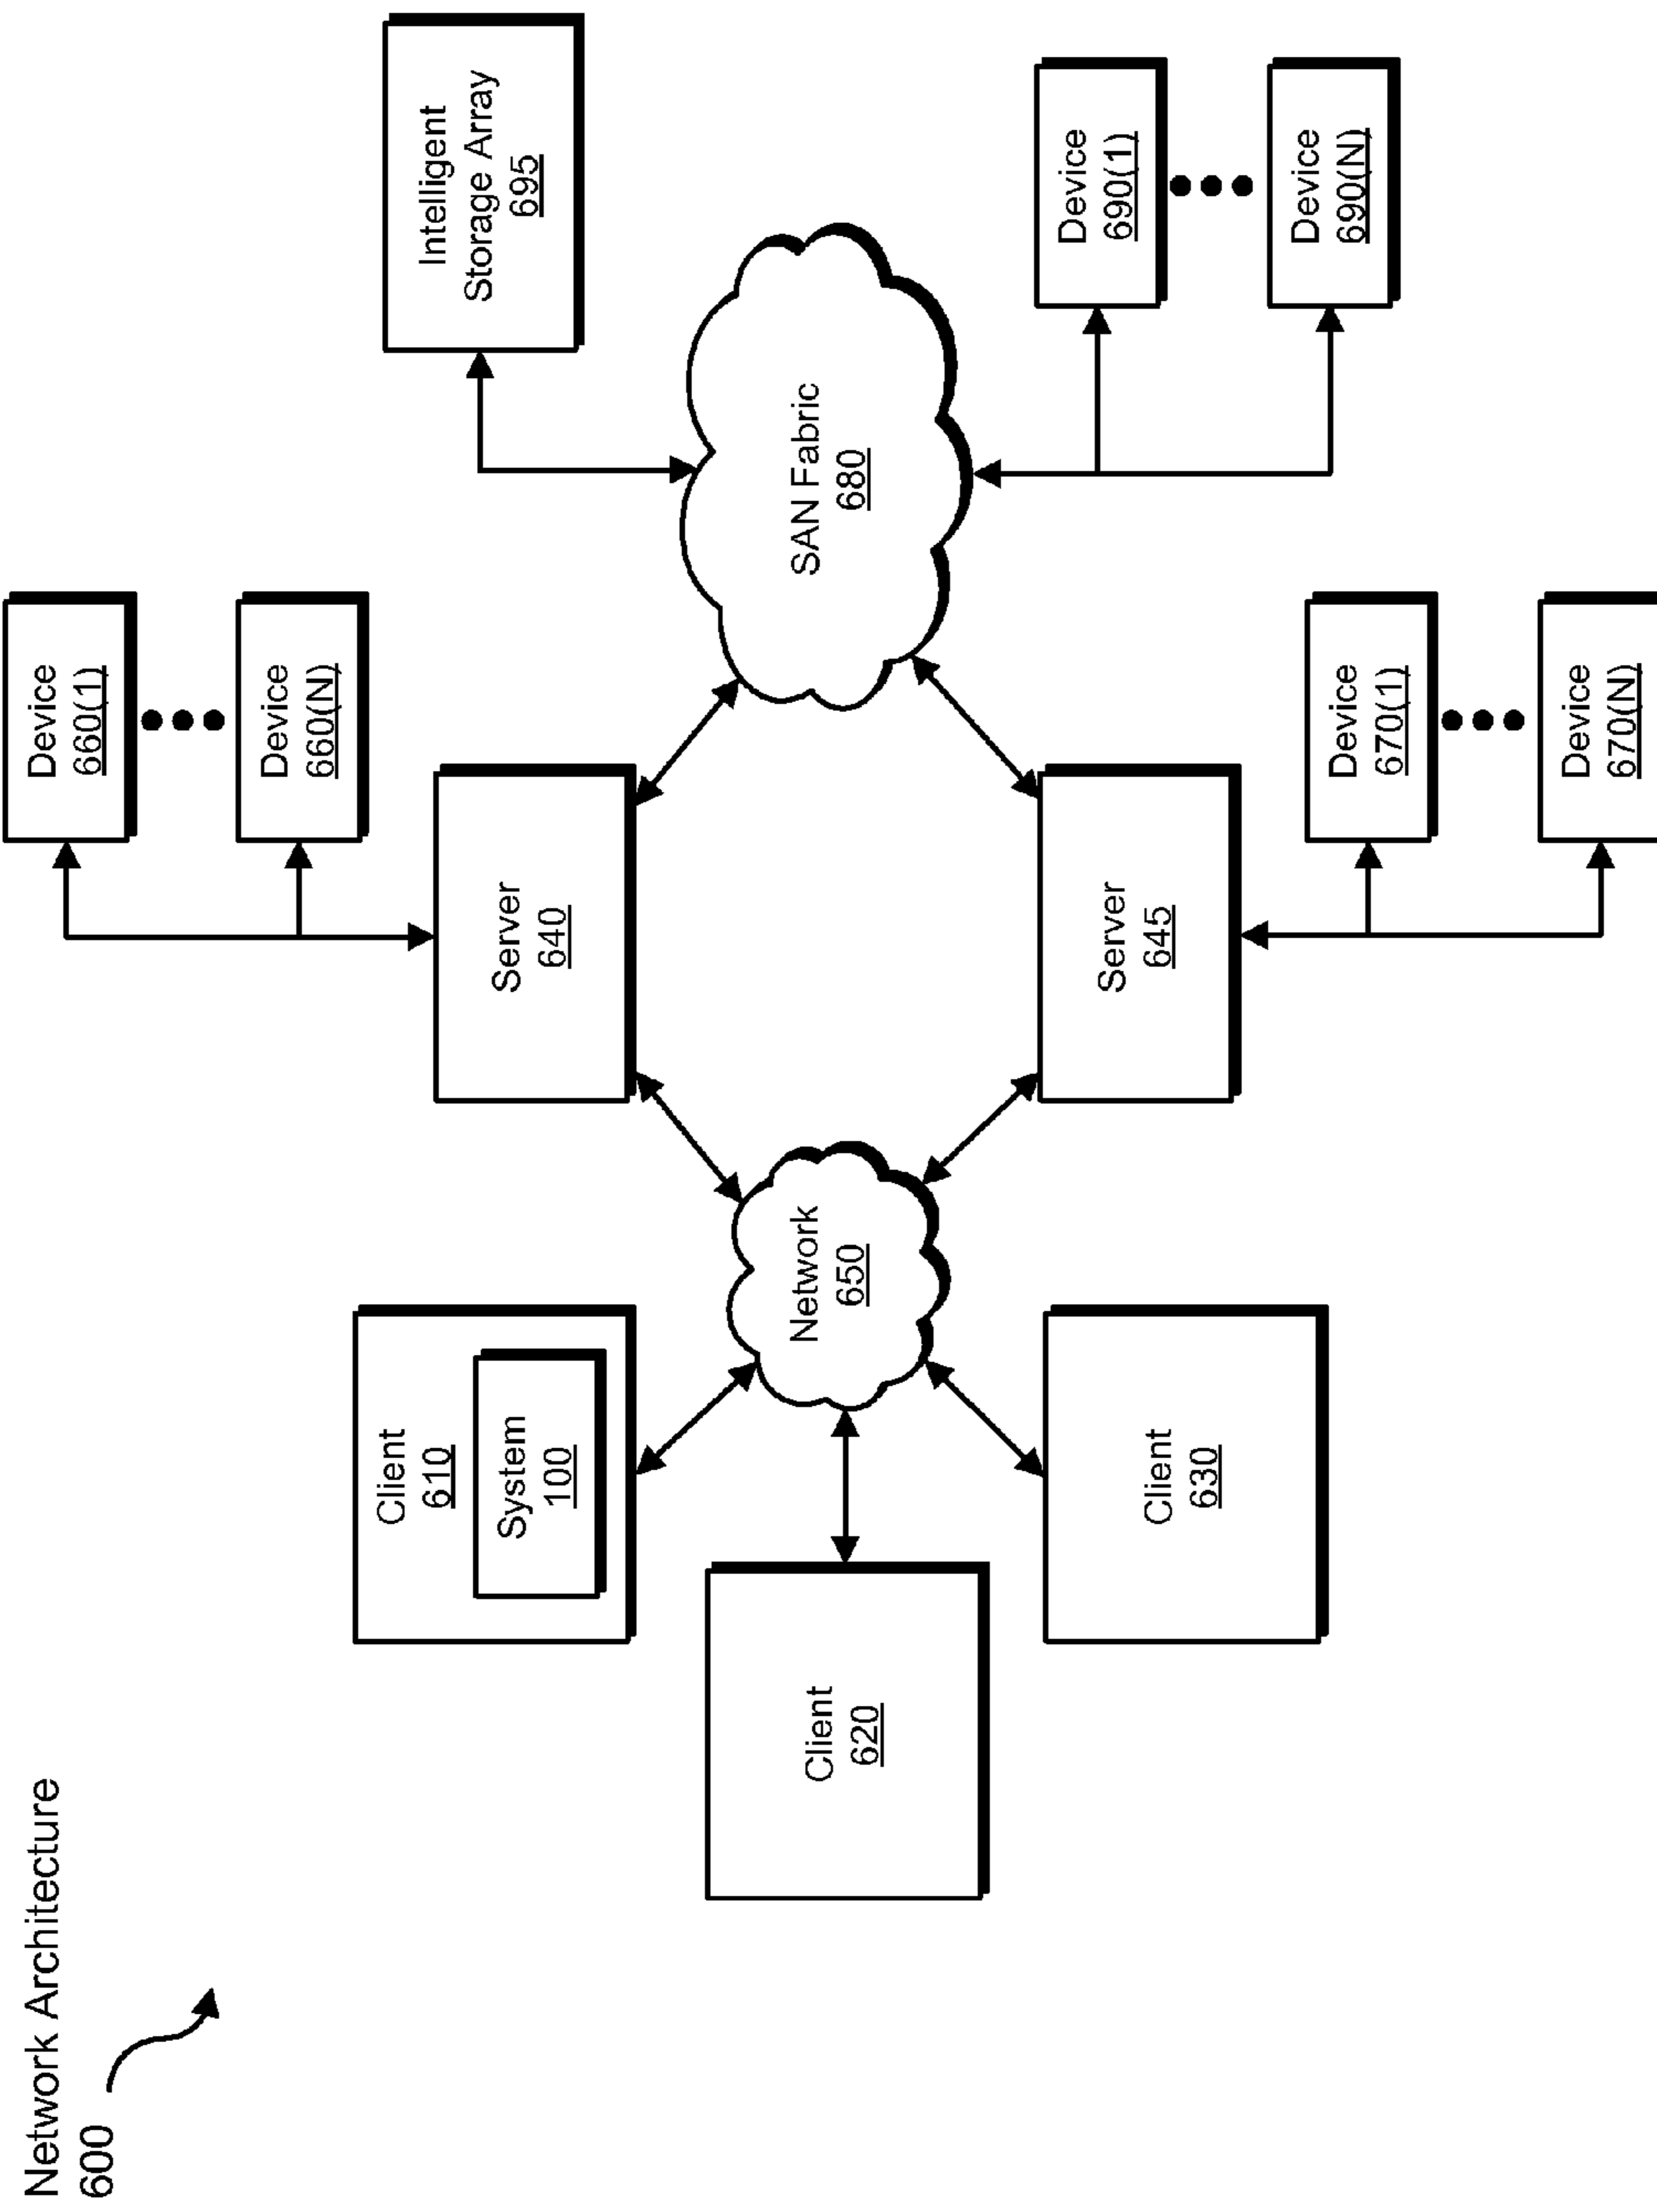 Network Architecture
600
Client
610
System
100
Client
620
Client
630
Network
650
Server
640
Server
645
Device
660(1)
Device
660(N)
Device
670(1)
Device
670(N)
SAN Fabric
680
Intelligent
Storage Array
695
Device
690(1)
Device
690(N)